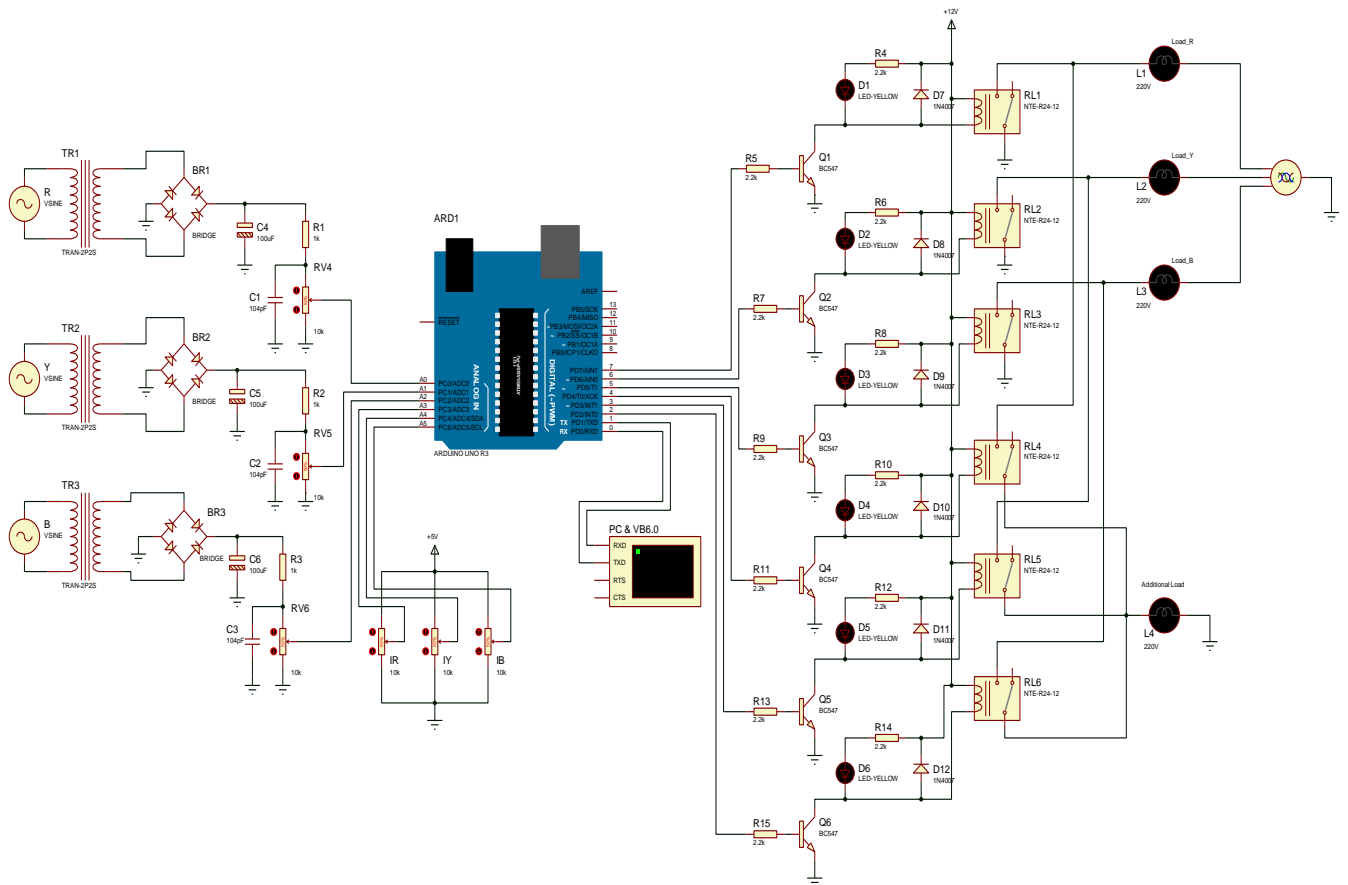 TR1
R
VSINE
TRAN-2P2S
BR1
BRIDGE
C4
100uF
R1
1k
RV4
C1
104pF
10k
TR2
Y
VSINE
TRAN-2P2S
BR2
BRIDGE
C5
100uF
R2
1k
RV5
C2
104pF
10k
TR3
B
VSINE
TRAN-2P2S
BR3
BRIDGE
C6
100uF
R3
1k
RV6
C3
104pF
10k
ARD1
RESET
AREF
PB5/SCK 13
PB4/MISO 12
~PB3/MOSI/OC2A 11
~PB2/SS/OC1B 10
~PB1/OC1A 9
PB0/ICP1/CLKO 8
PD7/AIN1 7
~PD6/AIN0 6
~PD5/T1 5
PD4/T0/XCK 4
~PD3/INT1 3
PD2/INT0 2
TX PD1/TXD 1
RX PD0/RXD 0
A0 PC0/ADC0
A1 PC1/ADC1
A2 PC2/ADC2
A3 PC3/ADC3
A4 PC4/ADC4/SDA
A5 PC5/ADC5/SCL
ANALOG IN
DIGITAL (~PWM)
ARDUINO UNO R3
+5V
IR
10k
IY
10k
IB
10k
PC & VB6.0
RXD
TXD
RTS
CTS
+12V
R4
2.2k
D1
LED-YELLOW
D7
1N4007
RL1
NTE-R24-12
R5
2.2k
Q1
BC547
R6
2.2k
D2
LED-YELLOW
D8
1N4007
RL2
NTE-R24-12
R7
2.2k
Q2
BC547
R8
2.2k
D3
LED-YELLOW
D9
1N4007
RL3
NTE-R24-12
R9
2.2k
Q3
BC547
R10
2.2k
D4
LED-YELLOW
D10
1N4007
RL4
NTE-R24-12
R11
2.2k
Q4
BC547
R12
2.2k
D5
LED-YELLOW
D11
1N4007
RL5
NTE-R24-12
R13
2.2k
Q5
BC547
R14
2.2k
D6
LED-YELLOW
D12
1N4007
RL6
NTE-R24-12
R15
2.2k
Q6
BC547
Load_R
L1
220V
Load_Y
L2
220V
Load_B
L3
220V
Additional Load
L4
220V